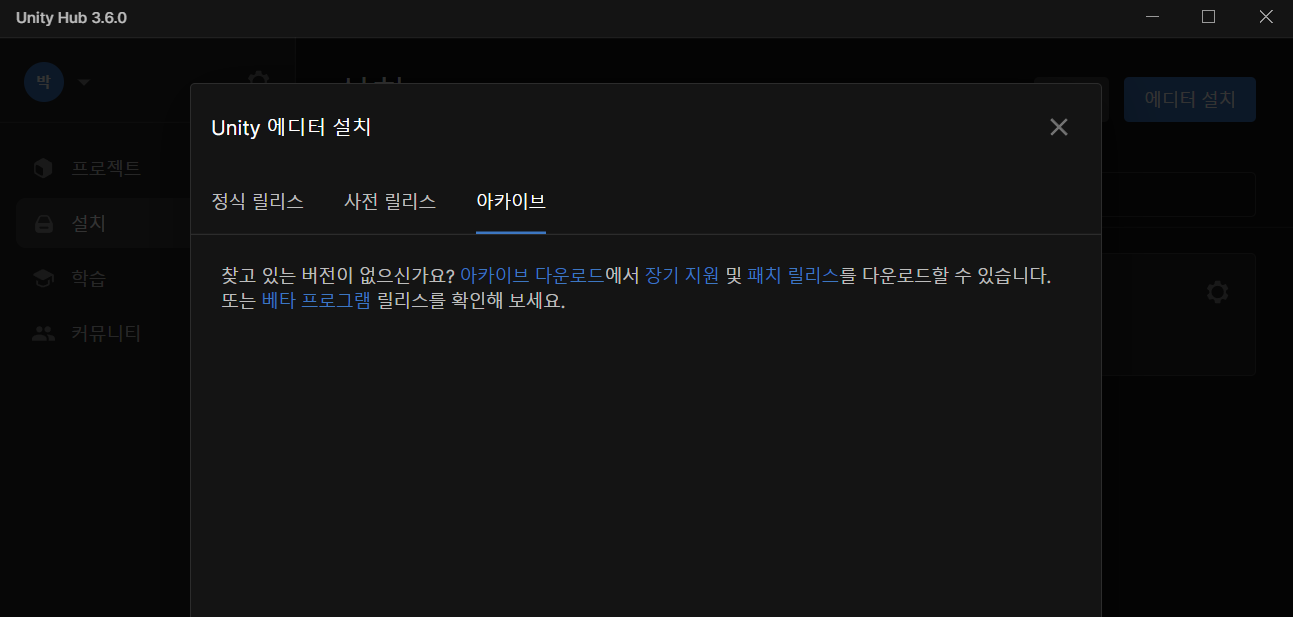 Unity Hub 3.6.0
박
에디터 설치
Unity 에디터 설치
프로젝트
정식 릴리스 사전 릴리스 아카이브
설치
찾고 있는 버전이 없으신가요? 아카이브 다운로드에서 장기 지원 및 패치 릴리스를 다운로드할 수 있습니다.
또는 베타 프로그램 릴리스를 확인해 보세요.
학습
커뮤니티